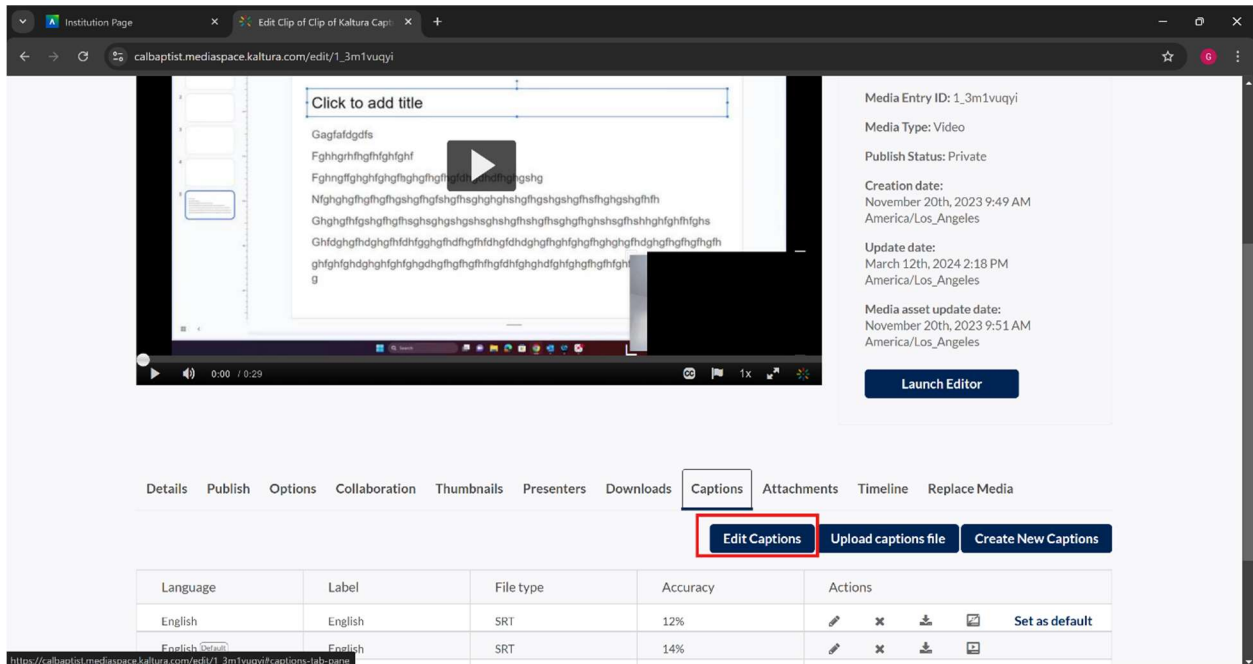 Institution Page
Edit Clip of Clip of Kaltura Capti
calbaptist.mediaspace.kaltura.com/edit/1_3m1vuqyi
G
Click to add title
Gagfafdgdfs
Fghhgrhfhgfhfghfghf
Media Entry ID: 1_3m1vuqyi
Media Type: Video
Publish Status: Private
Creation date:
November 20th, 2023 9:49 AM
America/Los_Angeles
Update date:
March 12th, 2024 2:18 PM
America/Los_Angeles
Media asset update date:
November 20th, 2023 9:51 AM
America/Los_Angeles
Launch Editor
0:00 / 0:29
1x
Details Publish Options Collaboration Thumbnails Presenters Downloads Captions Attachments Timeline Replace Media
Edit Captions Upload captions file Create New Captions
Language Label File type Accuracy Actions
English English SRT 12% Set as default
English Default English SRT 14%
https://calbaptist.mediaspace.kaltura.com/edit/1_3m1vuqyi#captions-tab-pane